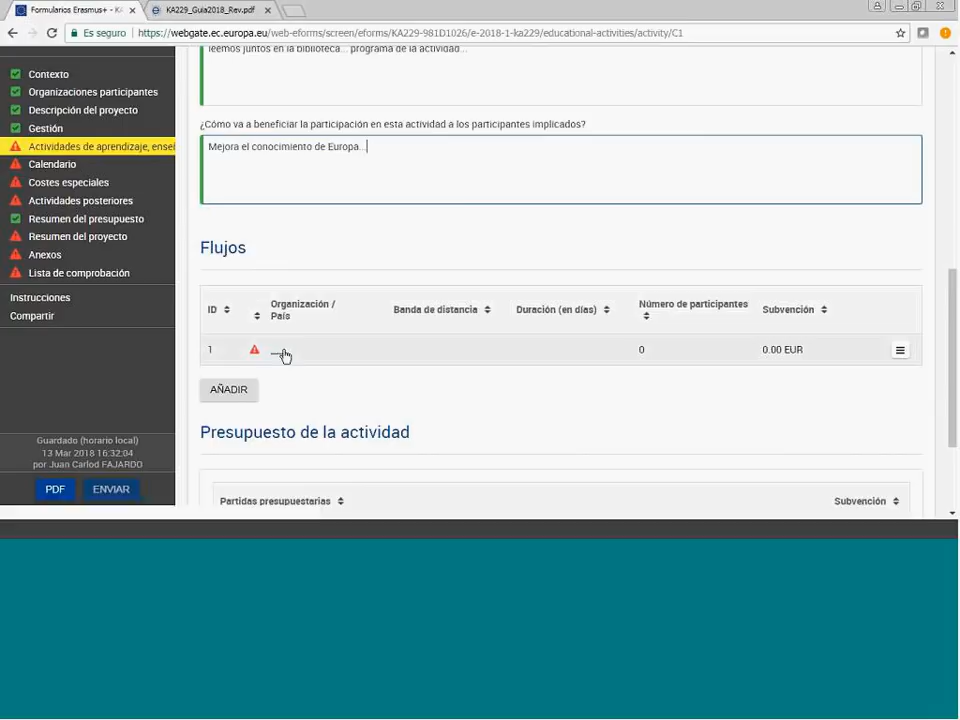 Formularios Erasmus+ - KA
KA229_Guia2018_Rev.pdf
Es seguro
https://webgate.ec.europa.eu/web-eforms/screen/eforms/KA229-981D1026/e-2018-1-ka229/educational-activities/activity/C1
Contexto
Organizaciones participantes
Descripción del proyecto
Gestión
Actividades de aprendizaje, ense
Calendario
Costes especiales
Actividades posteriores
Resumen del presupuesto
Resumen del proyecto
Anexos
Lista de comprobación
Instrucciones
Compartir
Guardado (horario local)
13 Mar 2018 16:32:04
por Juan Carlod FAJARDO
PDF
ENVIAR
leemos juntos en la biblioteca... programa de la actividad...
¿Cómo va a beneficiar la participación en esta actividad a los participantes implicados?
Mejora el conocimiento de Europa...
Flujos
ID
Organización / País
Banda de distancia
Duración (en días)
Número de participantes
Subvención
1
0
0.00 EUR
AÑADIR
Presupuesto de la actividad
Partidas presupuestarias
Subvención